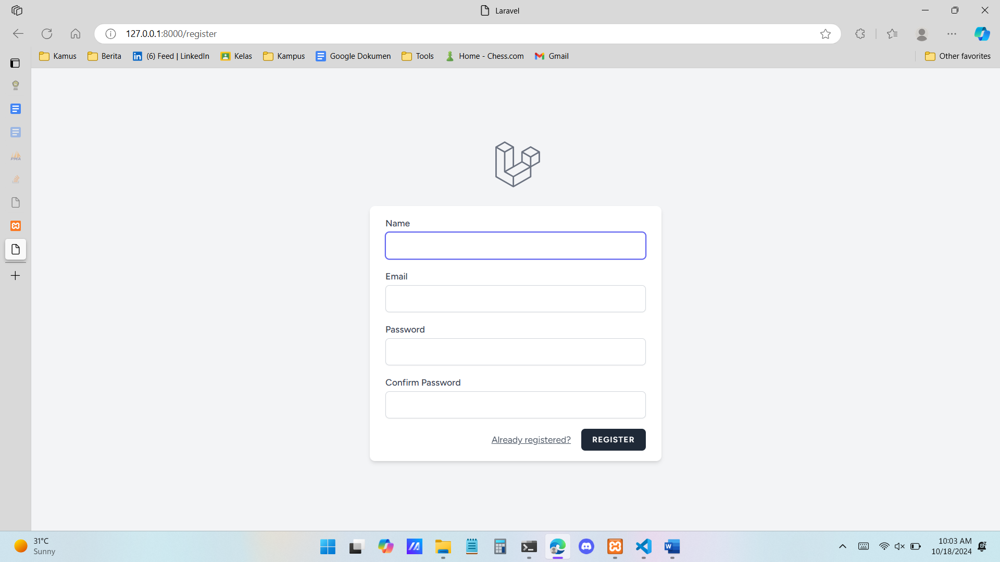 Laravel
127.0.0.1:8000/register
Kamus
Berita
(6) Feed | LinkedIn
Kelas
Kampus
Google Dokumen
Tools
Home - Chess.com
Gmail
Other favorites
PMA
Name
Email
Password
Confirm Password
Already registered?
REGISTER
31°C
Sunny
10:03 AM
10/18/2024